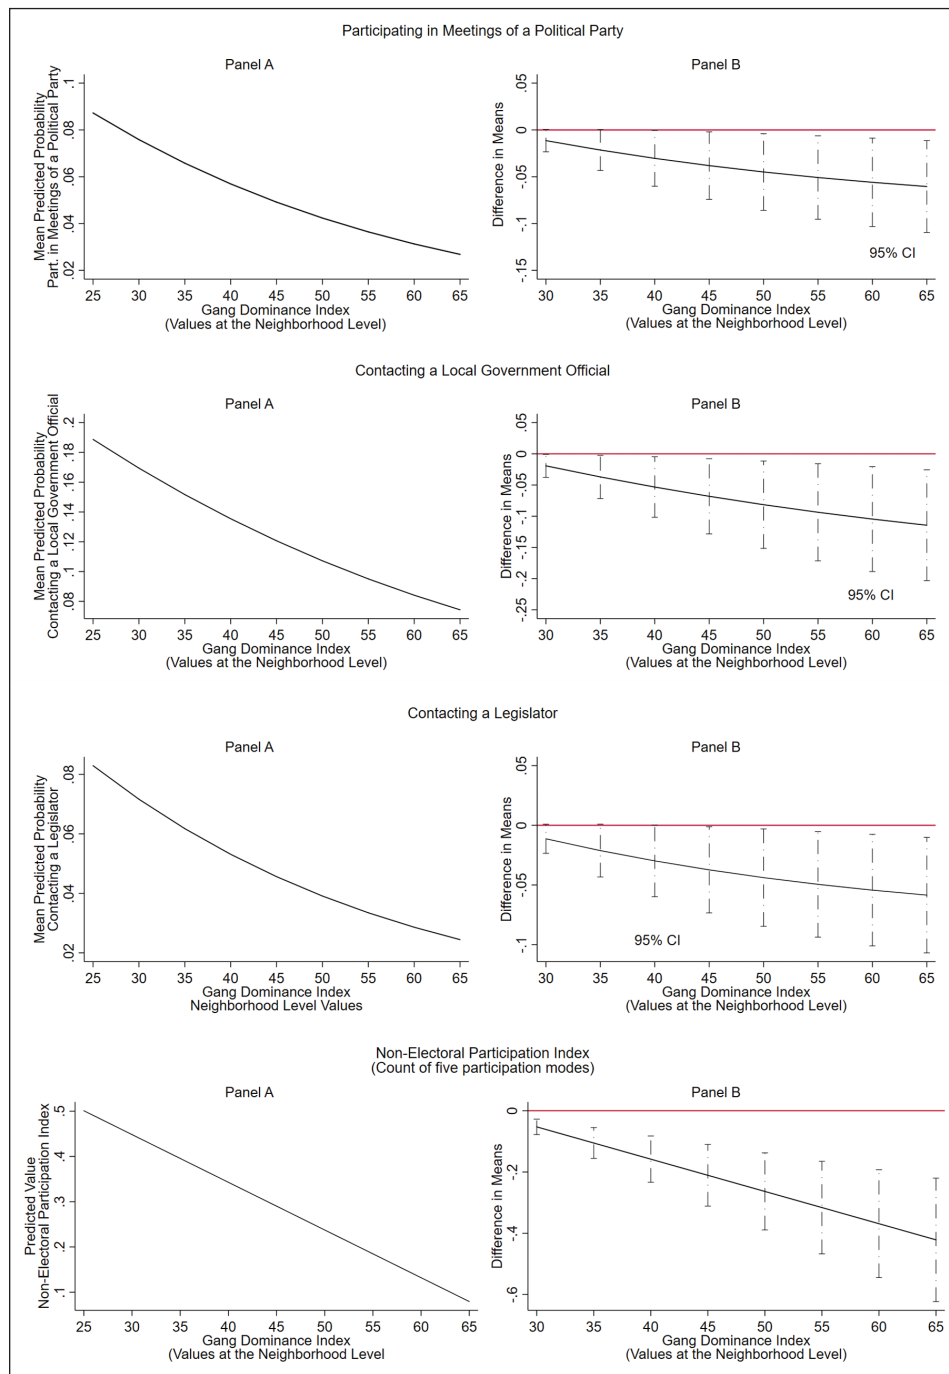 Participating in Meetings of a Political Party
Panel A
Mean Predicted Probability
Part. in Meetings of a Political Party
.1
.08
.06
.04
.02
25 30 35 40 45 50 55 60 65
Gang Dominance Index
(Values at the Neighborhood Level)
Panel B
Difference in Means
.05
0
-.05
-.1
-.15
95% CI
30 35 40 45 50 55 60 65
Gang Dominance Index
(Values at the Neighborhood Level)
Contacting a Local Government Official
Panel A
Mean Predicted Probability
Contacting a Local Government Official
.2
.18
.16
.14
.12
.1
.08
25 30 35 40 45 50 55 60 65
Gang Dominance Index
(Values at the Neighborhood Level)
Panel B
Difference in Means
.05
0
-.05
-.1
-.15
-.2
-.25
95% CI
30 35 40 45 50 55 60 65
Gang Dominance Index
(Values at the Neighborhood Level)
Contacting a Legislator
Panel A
Mean Predicted Probability
Contacting a Legislator
.08
.06
.04
.02
25 30 35 40 45 50 55 60 65
Gang Dominance Index
Neighborhood Level Values
Panel B
Difference in Means
.05
0
-.05
-.1
95% CI
30 35 40 45 50 55 60 65
Gang Dominance Index
(Values at the Neighborhood Level)
Non-Electoral Participation Index
(Count of five participation modes)
Panel A
Predicted Value
Non-Electoral Participation Index
.5
.4
.3
.2
.1
25 30 35 40 45 50 55 60 65
Gang Dominance Index
(Values at the Neighborhood Level
Panel B
Difference in Means
0
-.2
-.4
-.6
30 35 40 45 50 55 60 65
Gang Dominance Index
(Values at the Neighborhood Level)